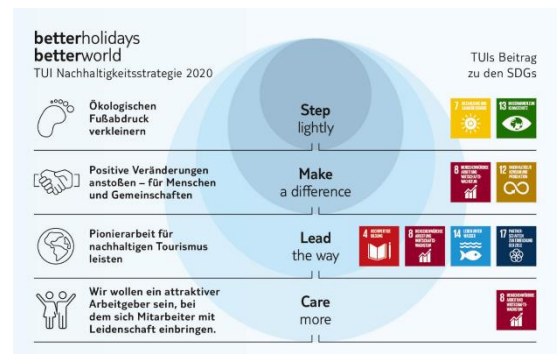 betterholidays
betterworld
TUI Nachhaltigkeitsstrategie 2020
TUIs Beitrag
zu den SDGs
Ökologischen
Fußabdruck
verkleinern
Step
lightly
7
13
Positive Veränderungen
anstoßen – für Menschen
und Gemeinschaften
Make
a difference
8
12
Pionierarbeit für
nachhaltigen Tourismus
leisten
Lead
the way
4
8
14
17
Wir wollen ein attraktiver
Arbeitgeber sein, bei
dem sich Mitarbeiter mit
Leidenschaft einbringen.
Care
more
8